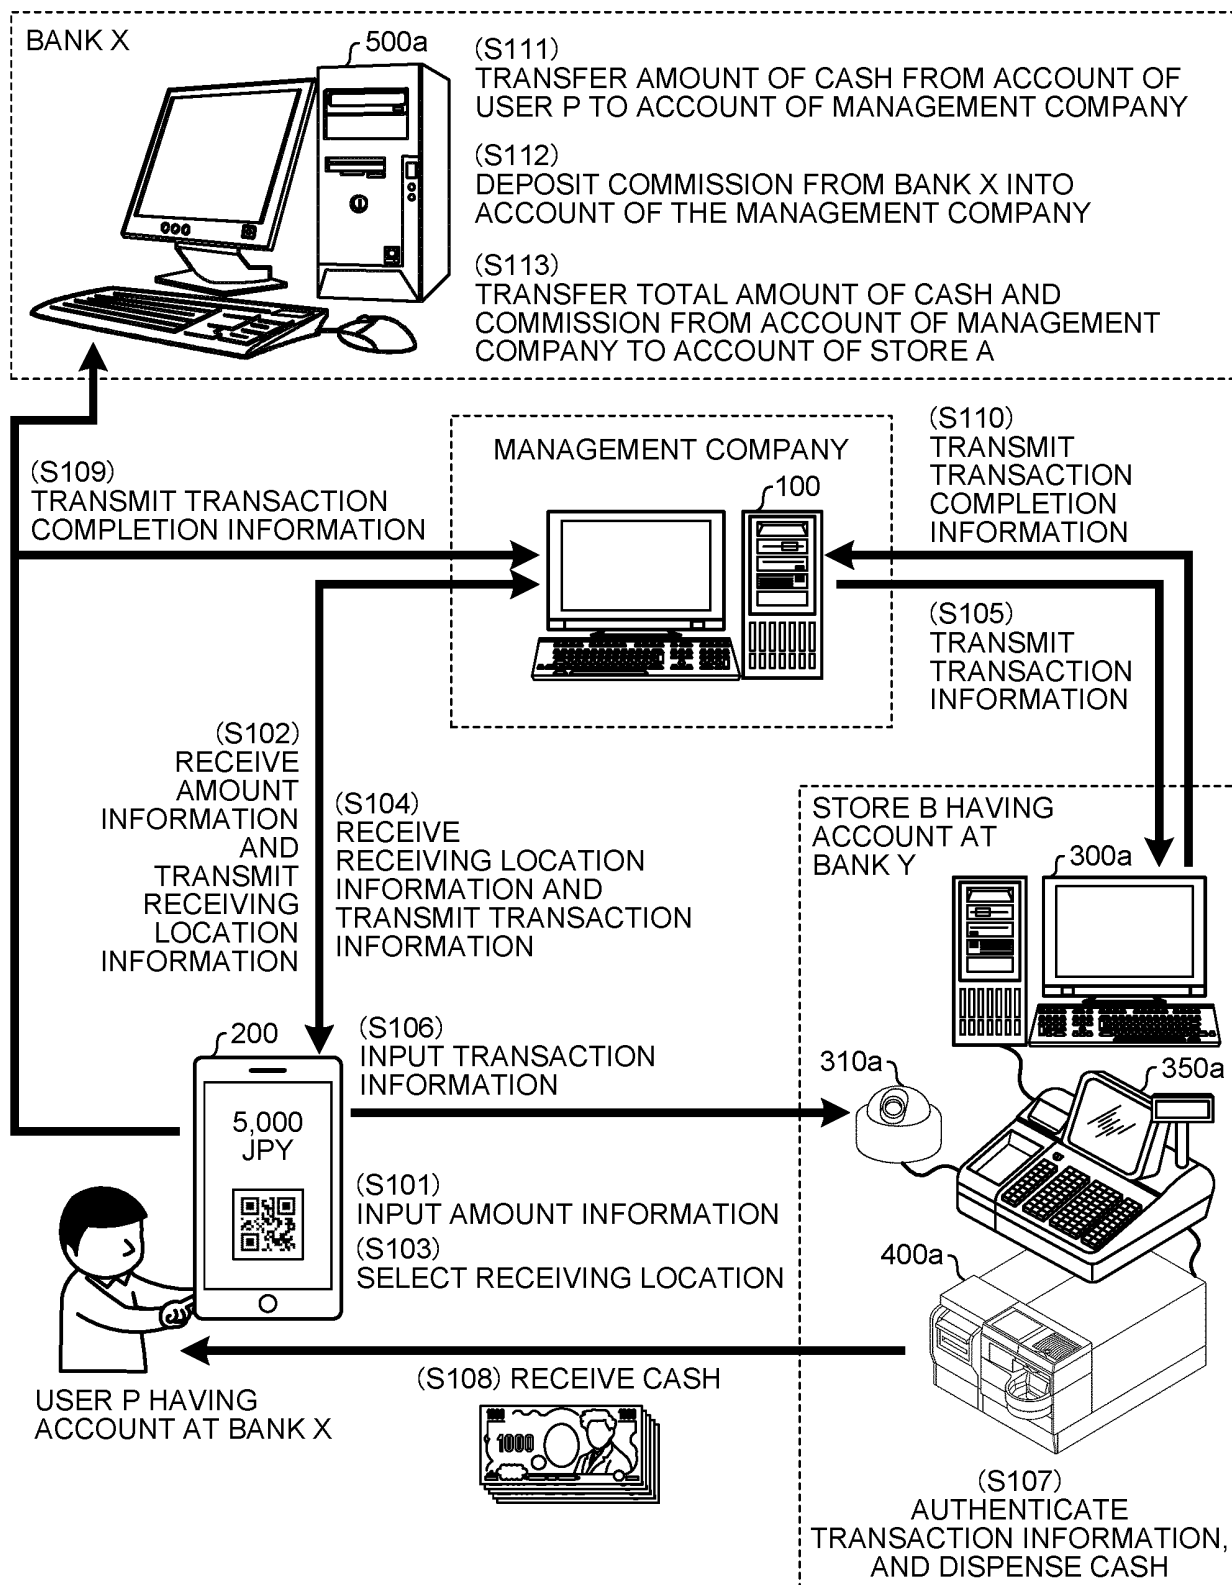 BANK X
500a
(S111)
TRANSFER AMOUNT OF CASH FROM ACCOUNT OF
USER P TO ACCOUNT OF MANAGEMENT COMPANY
(S112)
DEPOSIT COMMISSION FROM BANK X INTO
ACCOUNT OF THE MANAGEMENT COMPANY
(S113)
TRANSFER TOTAL AMOUNT OF CASH AND
COMMISSION FROM ACCOUNT OF MANAGEMENT
COMPANY TO ACCOUNT OF STORE A
(S109)
TRANSMIT TRANSACTION
COMPLETION INFORMATION
MANAGEMENT COMPANY
100
(S110)
TRANSMIT
TRANSACTION
COMPLETION
INFORMATION
(S105)
TRANSMIT
TRANSACTION
INFORMATION
(S102)
RECEIVE
AMOUNT
INFORMATION
AND
TRANSMIT
RECEIVING
LOCATION
INFORMATION
(S104)
RECEIVE
RECEIVING LOCATION
INFORMATION AND
TRANSMIT TRANSACTION
INFORMATION
STORE B HAVING
ACCOUNT AT
BANK Y
300a
200
5,000
JPY
(S106)
INPUT TRANSACTION
INFORMATION
310a
350a
(S101)
INPUT AMOUNT INFORMATION
(S103)
SELECT RECEIVING LOCATION
400a
(S108) RECEIVE CASH
1000
1000
1000
USER P HAVING
ACCOUNT AT BANK X
(S107)
AUTHENTICATE
TRANSACTION INFORMATION,
AND DISPENSE CASH